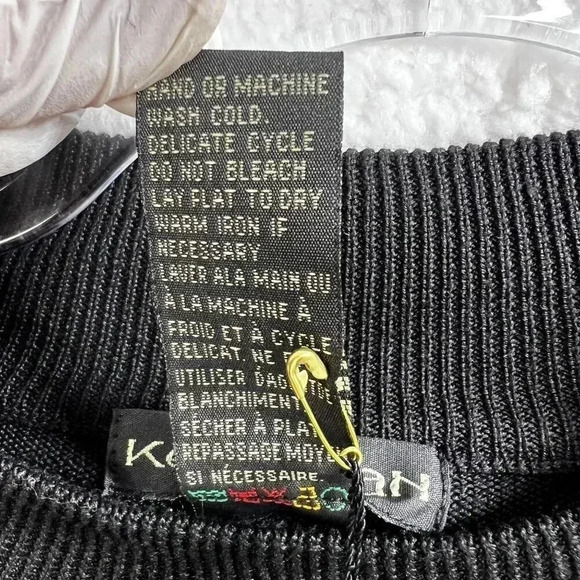 HAND OR MACHINE
WASH COLD.
DELICATE CYCLE
DO NOT BLEACH
LAY FLAT TO DRY
WARM IRON IF
NECESSARY
LAVER ALA MAIN OU
A LA MACHINE À
FROID ET À CYCLE
DELICAT. NE
UTILISER
BLANCHIMENT
SÉCHER À PLAT
REPASSAGE MOY
SI NÉCESSAIRE.